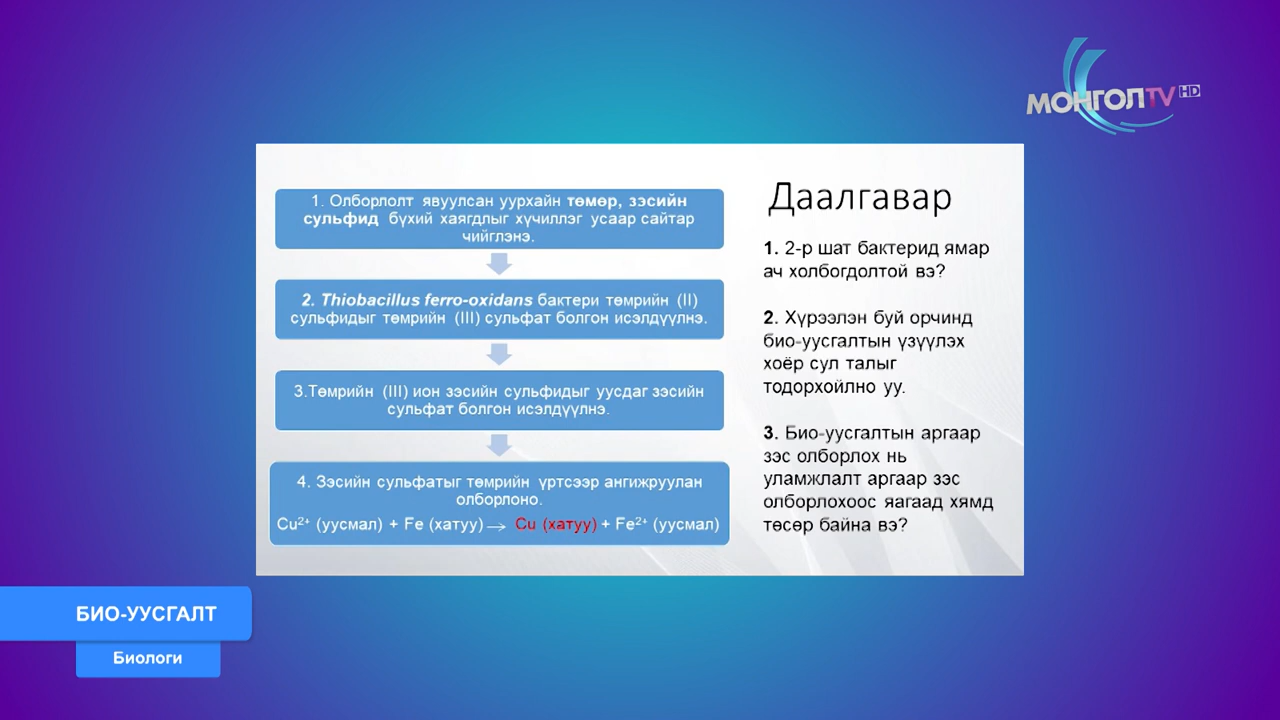 МОНГОЛTV HD
1. Олборлолт явуулсан уурхайн төмөр, зэсийн
сульфид бүхий хаягдлыг хүчиллэг усаар сайтар
чийглэнэ.
2. Thiobacillus ferro-oxidans бактери төмрийн (II)
сульфидыг төмрийн (III) сульфат болгон исэлдүүлнэ.
3.Төмрийн (III) ион зэсийн сульфидыг уусдаг зэсийн
сульфат болгон исэлдүүлнэ.
4. Зэсийн сульфатыг төмрийн үртсээр ангижруулан
олборлоно.
Cu²⁺ (уусмал) + Fe (хатуу) → Cu (хатуу) + Fe²⁺ (уусмал)
Даалгавар
1. 2-р шат бактерид ямар
ач холбогдолтой вэ?
2. Хүрээлэн буй орчинд
био-уусгалтын үзүүлэх
хоёр сул талыг
тодорхойлно уу.
3. Био-уусгалтын аргаар
зэс олборлох нь
уламжлалт аргаар зэс
олборлохоос яагаад хямд
төсөр байна вэ?
БИО-УУСГАЛТ
Биологи